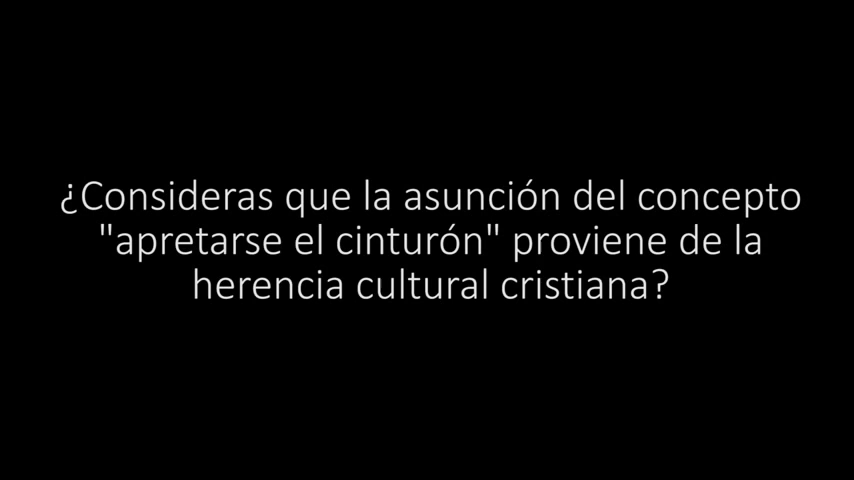 ¿Consideras que la asunción del concepto
"apretarse el cinturón" proviene de la
herencia cultural cristiana?